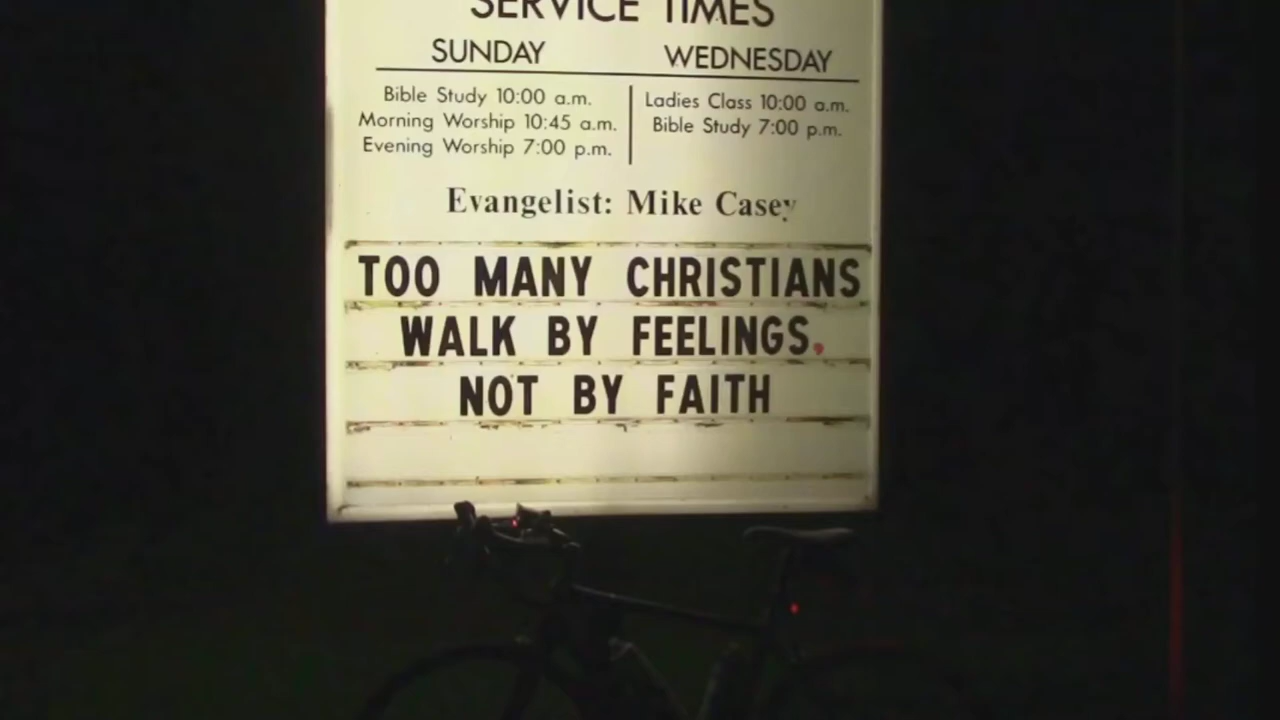 SERVICE TIMES
SUNDAY WEDNESDAY
Bible Study 10:00 a.m. Ladies Class 10:00 a.m.
Morning Worship 10:45 a.m. Bible Study 7:00 p.m.
Evening Worship 7:00 p.m.
Evangelist: Mike Casey
TOO MANY CHRISTIANS
WALK BY FEELINGS,
NOT BY FAITH